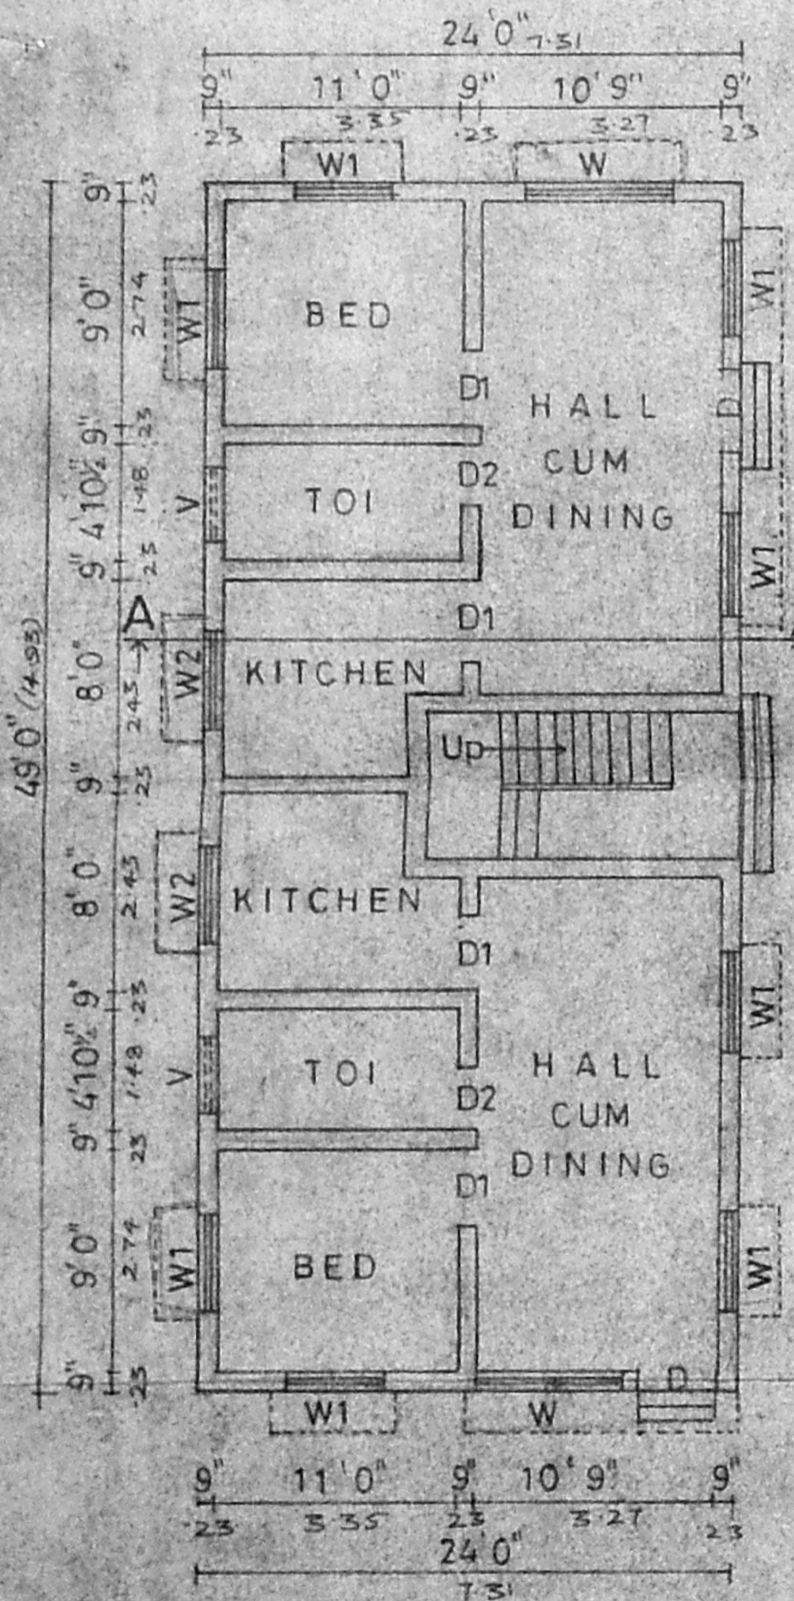 24'0" 7.31
9" 11'0" 9" 10'9" 9"
.23 3.35 .23 3.27 .23
W1 W
9" .23
9'0" 2.74 W1 BED W1
D1 HALL D
9" .23
CUM
4'10½" 1.48 V TOI D2 DINING W1
9" .23
A D1
49'0" (14.93)
8'0" 2.43 W2 KITCHEN
Up
9" .23
8'0" 2.43 W2 KITCHEN
D1 W1
9" .23
4'10½" 1.48 V TOI HALL
D2 CUM
9" .23 DINING
D1
9'0" 2.74 W1 BED W1
9" .23 D
W1 W
9" 11'0" 9" 10'9" 9"
.23 3.35 23 3.27 .23
24'0"
7.31